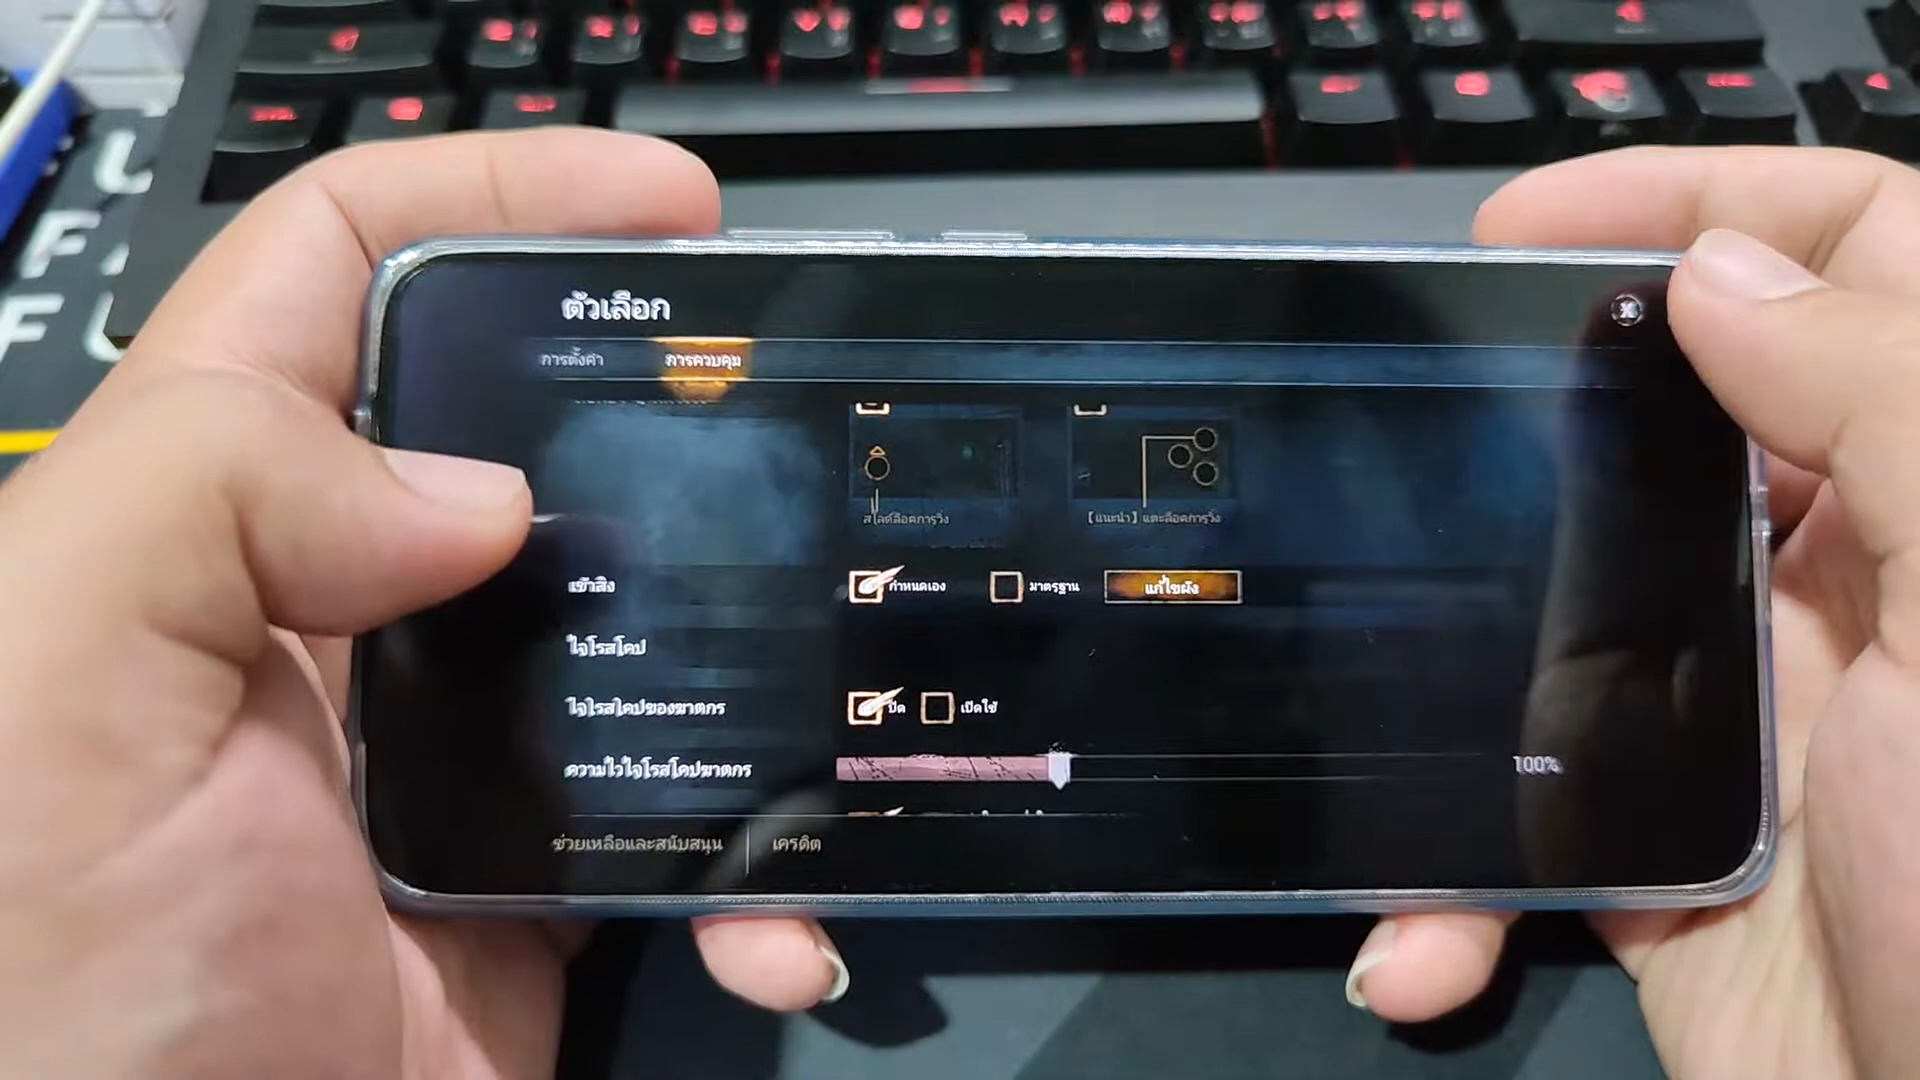 ตัวเลือก
การตั้งค่า
การควบคุม
สไลด์ล็อคการวิ่ง
【แนะนำ】แตะล็อคการวิ่ง
เข้าสิง
กำหนดเอง
มาตรฐาน
แก้ไขผัง
ไจโรสโคป
ไจโรสโคปของฆาตกร
ปิด
เปิดใช้
ความไวไจโรสโคปฆาตกร
100%
ช่วยเหลือและสนับสนุน
เครดิต